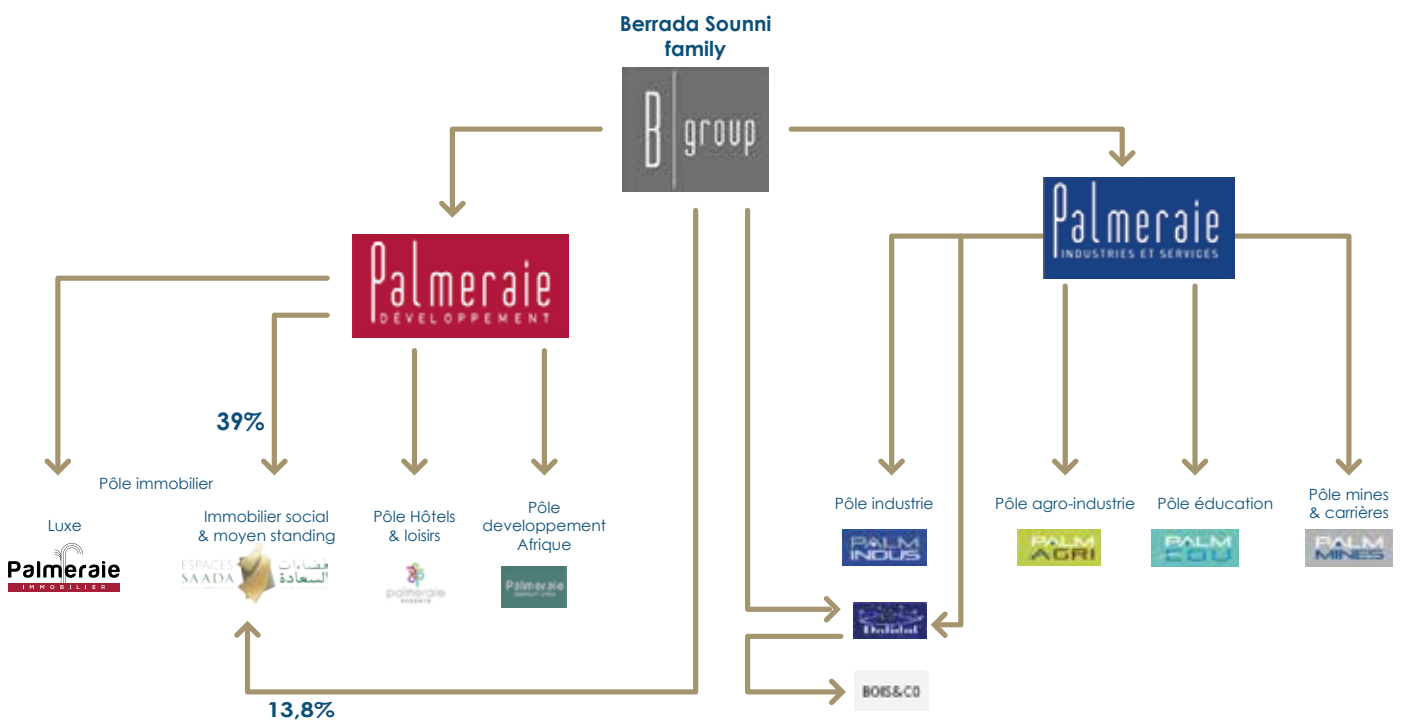 Berrada Sounni
family
B group
Palmeraie
DÉVELOPPEMENT
Palmeraie
INDUSTRIES ET SERVICES
39%
Pôle immobilier
Luxe
Palmeraie
IMMOBILIER
Immobilier social
& moyen standing
ESPACES
SAADA
فضاءات
السعادة
Pôle Hôtels
& loisirs
palmeraie
Pôle
developpement
Afrique
Palmeraie
Pôle industrie
PALM
INDUS
Pôle agro-industrie
PALM
AGRI
Pôle éducation
PALM
EDU
Pôle mines
& carrières
PALM
MINES
BOIS&CO
13,8%